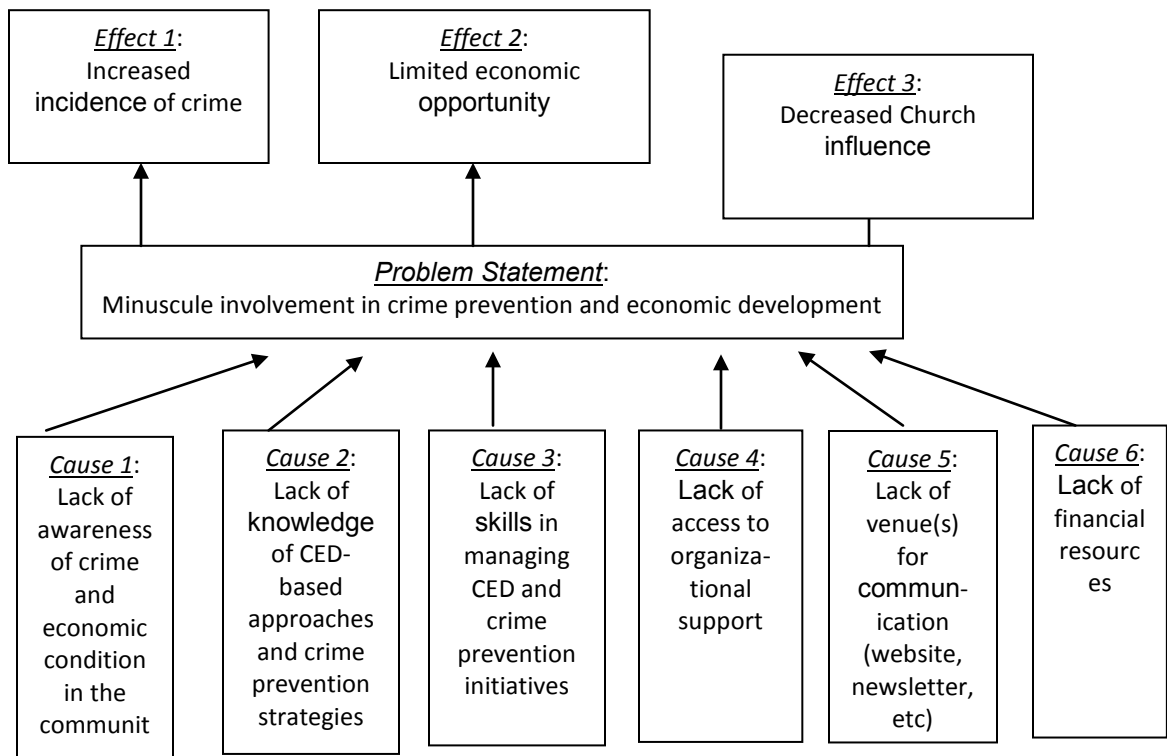 Effect 1:
Increased
incidence of crime
Effect 2:
Limited economic
opportunity
Effect 3:
Decreased Church
influence
Problem Statement:
Minuscule involvement in crime prevention and economic development
Cause 1:
Lack of
awareness
of crime
and
economic
condition
in the
communit
Cause 2:
Lack of
knowledge
of CED-
based
approaches
and crime
prevention
strategies
Cause 3:
Lack of
skills in
managing
CED and
crime
prevention
initiatives
Cause 4:
Lack of
access to
organiza-
tional
support
Cause 5:
Lack of
venue(s)
for
commun-
ication
(website,
newsletter,
etc)
Cause 6:
Lack of
financial
resourc
es